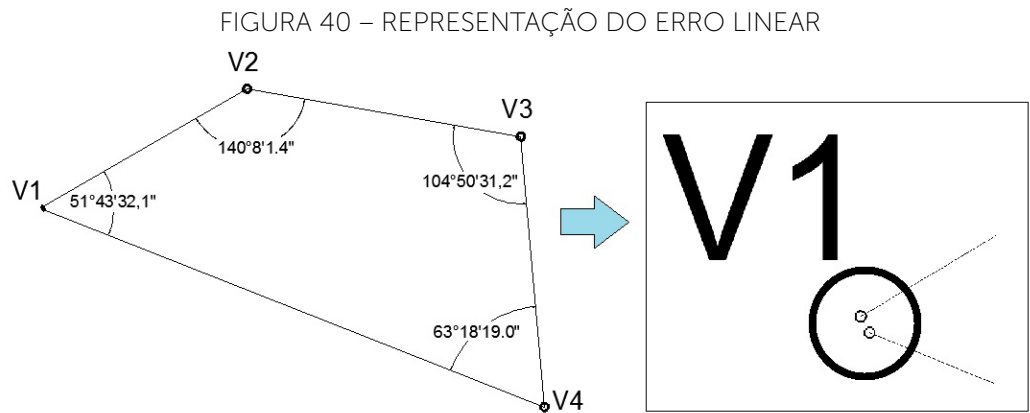 FIGURA 40 – REPRESENTAÇÃO DO ERRO LINEAR
V2
V3
140°8'1.4"
V1
51°43'32,1"
104°50'31,2"
63°18'19.0"
V4
V1